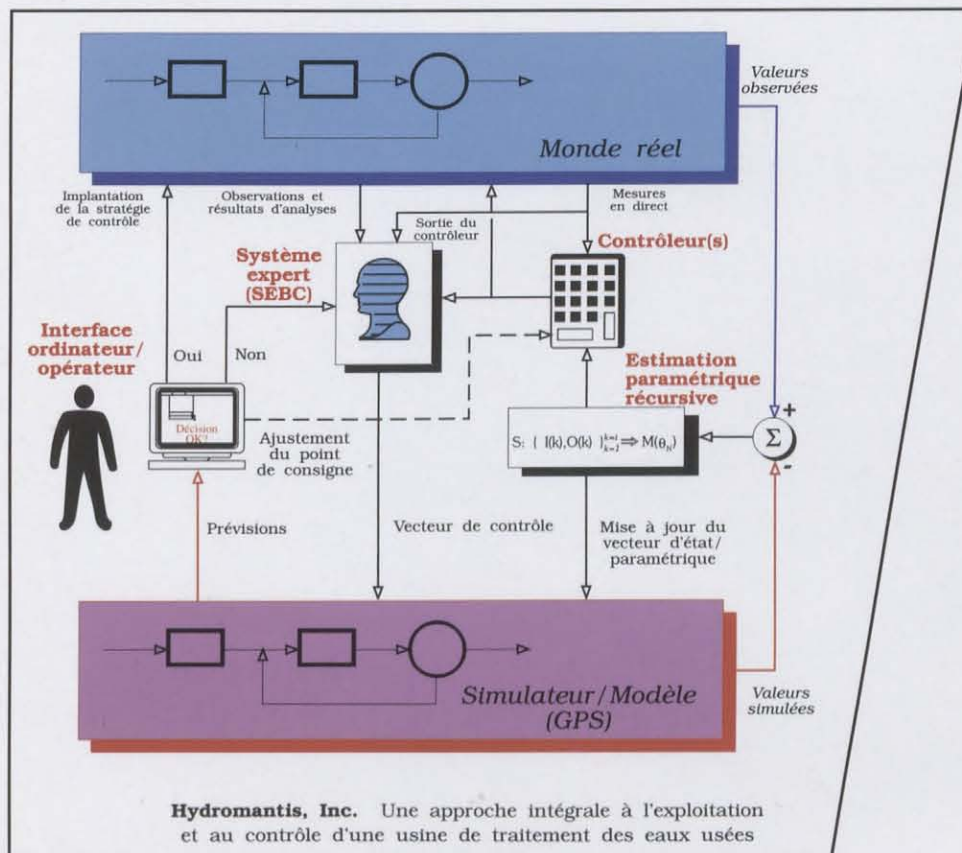 Valeurs
observées
Monde réel
Implantation
de la stratégie
de contrôle
Observations et
résultats d'analyses
Mesures
en direct
Sortie du
contrôleur
Contrôleur(s)
Système
expert
(SEBC)
Interface
ordinateur/
opérateur
Oui
Non
Estimation
paramétrique
récursive
+
Décision
OK?
Ajustement
du point
de consigne
S: { I(k),O(k) }k=t k=1 ⇒ M(θN)
Σ
-
Prévisions
Vecteur de contrôle
Mise à jour du
vecteur d'état/
paramétrique
Simulateur/Modèle
(GPS)
Valeurs
simulées
Hydromantis, Inc. Une approche intégrale à l'exploitation
et au contrôle d'une usine de traitement des eaux usées